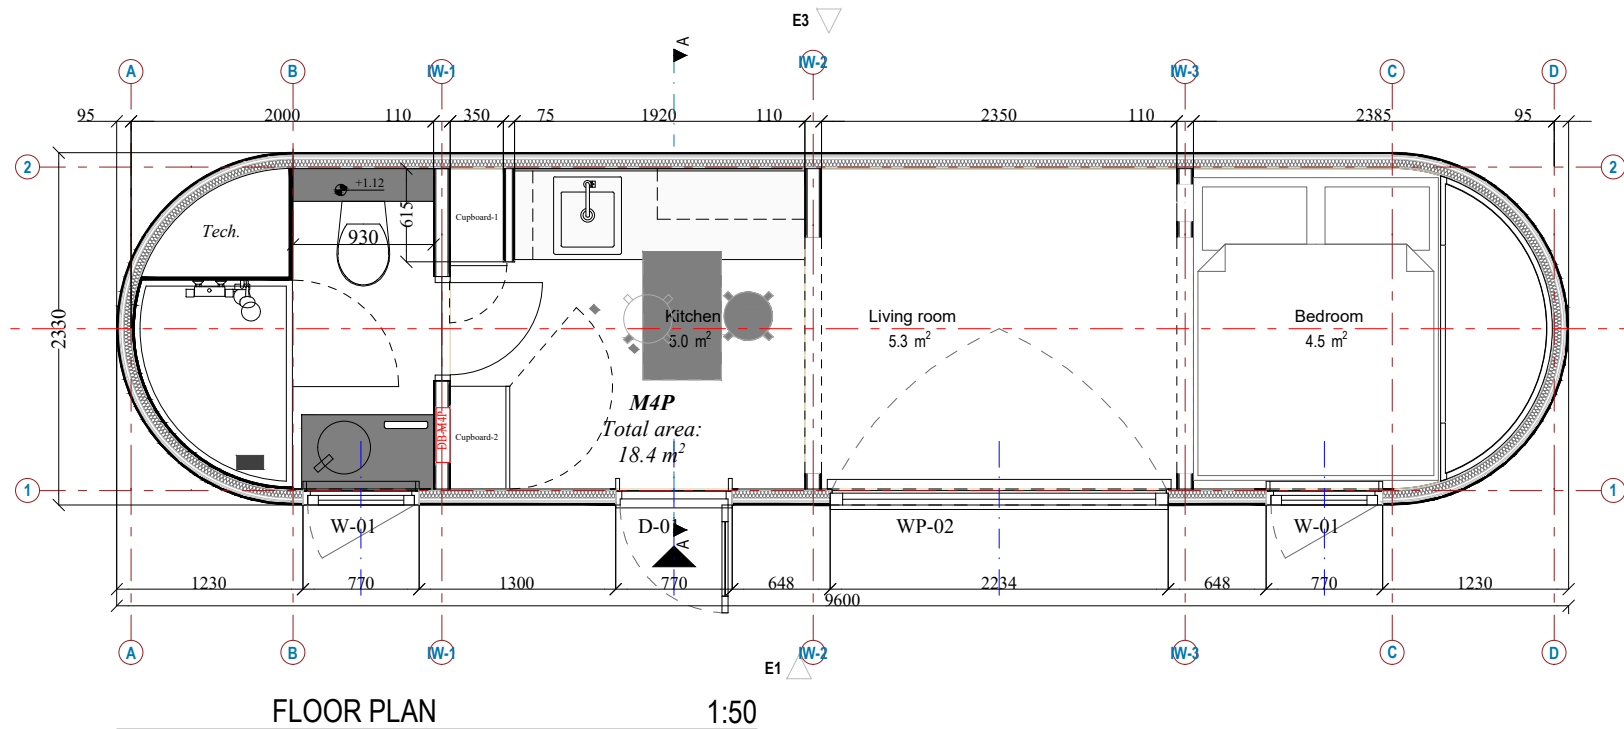 E3
A
A B IW-1 IW-2 IW-3 C D
95 2000 110 350 75 1920 110 2350 110 2385 95
2 2
+1.12
615
Cupboard-1
Tech.
930
2330
Kitchen
5.0 m²
Living room
5.3 m²
Bedroom
4.5 m²
M4P
Total area:
18.4 m²
DB-M4P
Cupboard-2
1 1
W-01 D-01 WP-02 W-01
A
1230 770 1300 770 648 2234 648 770 1230
9600
A B IW-1 IW-2 IW-3 C D
E1
FLOOR PLAN 1:50